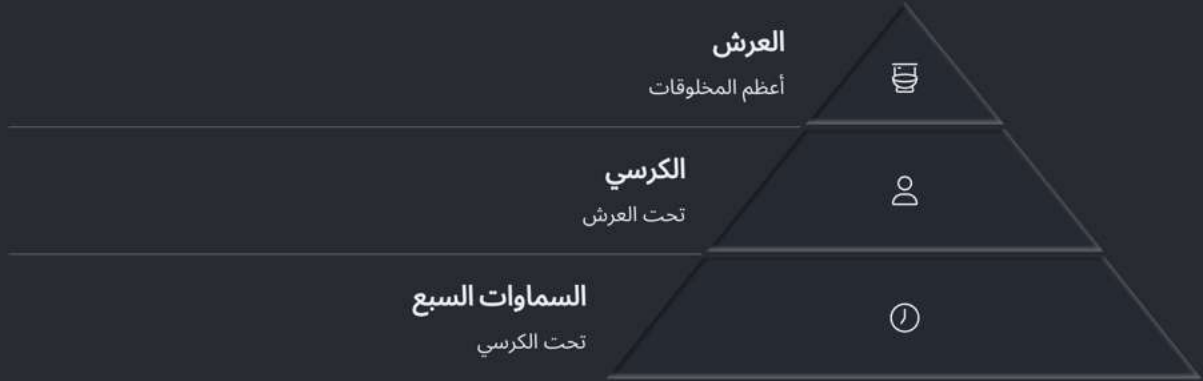 العرش
أعظم المخلوقات
الكرسي
تحت العرش
السماوات السبع
تحت الكرسي